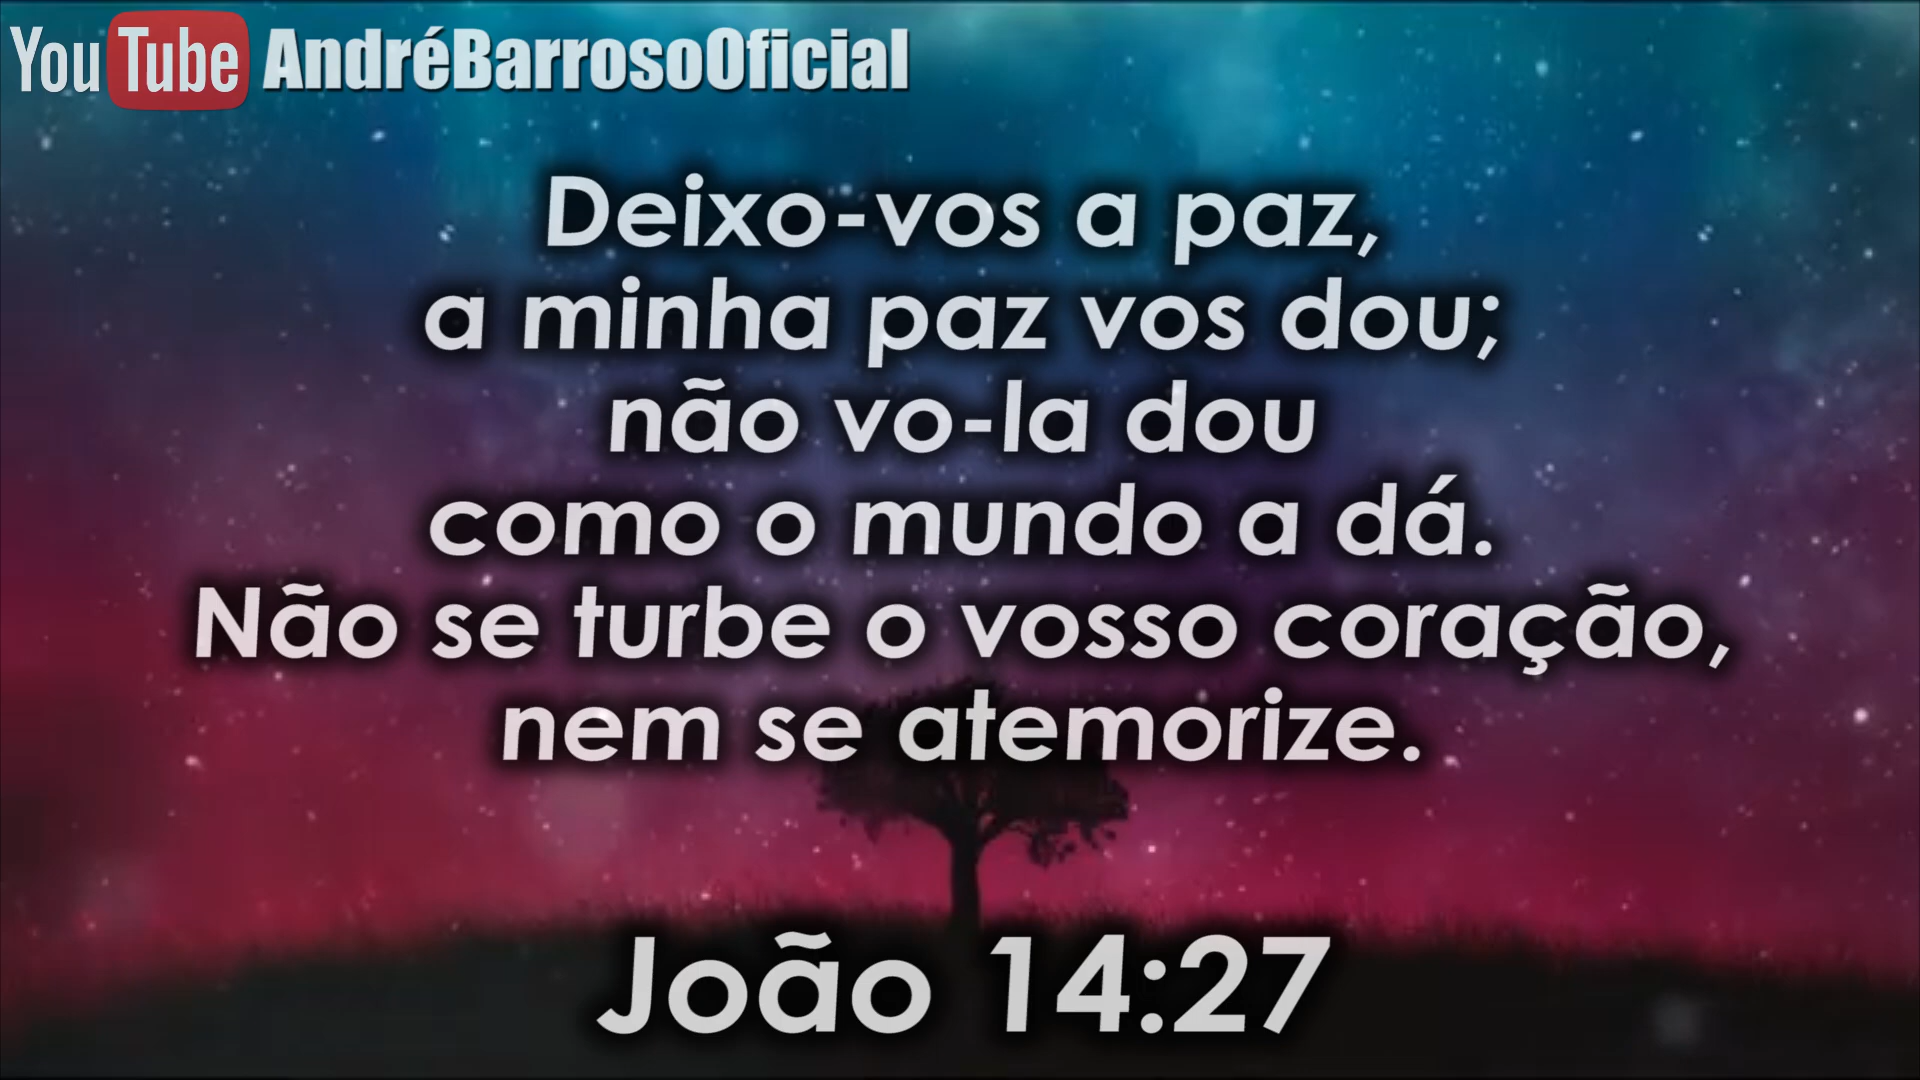 YouTube AndréBarrosoOficial
Deixo-vos a paz,
a minha paz vos dou;
não vo-la dou
como o mundo a dá.
Não se turbe o vosso coração,
nem se atemorize.
João 14:27